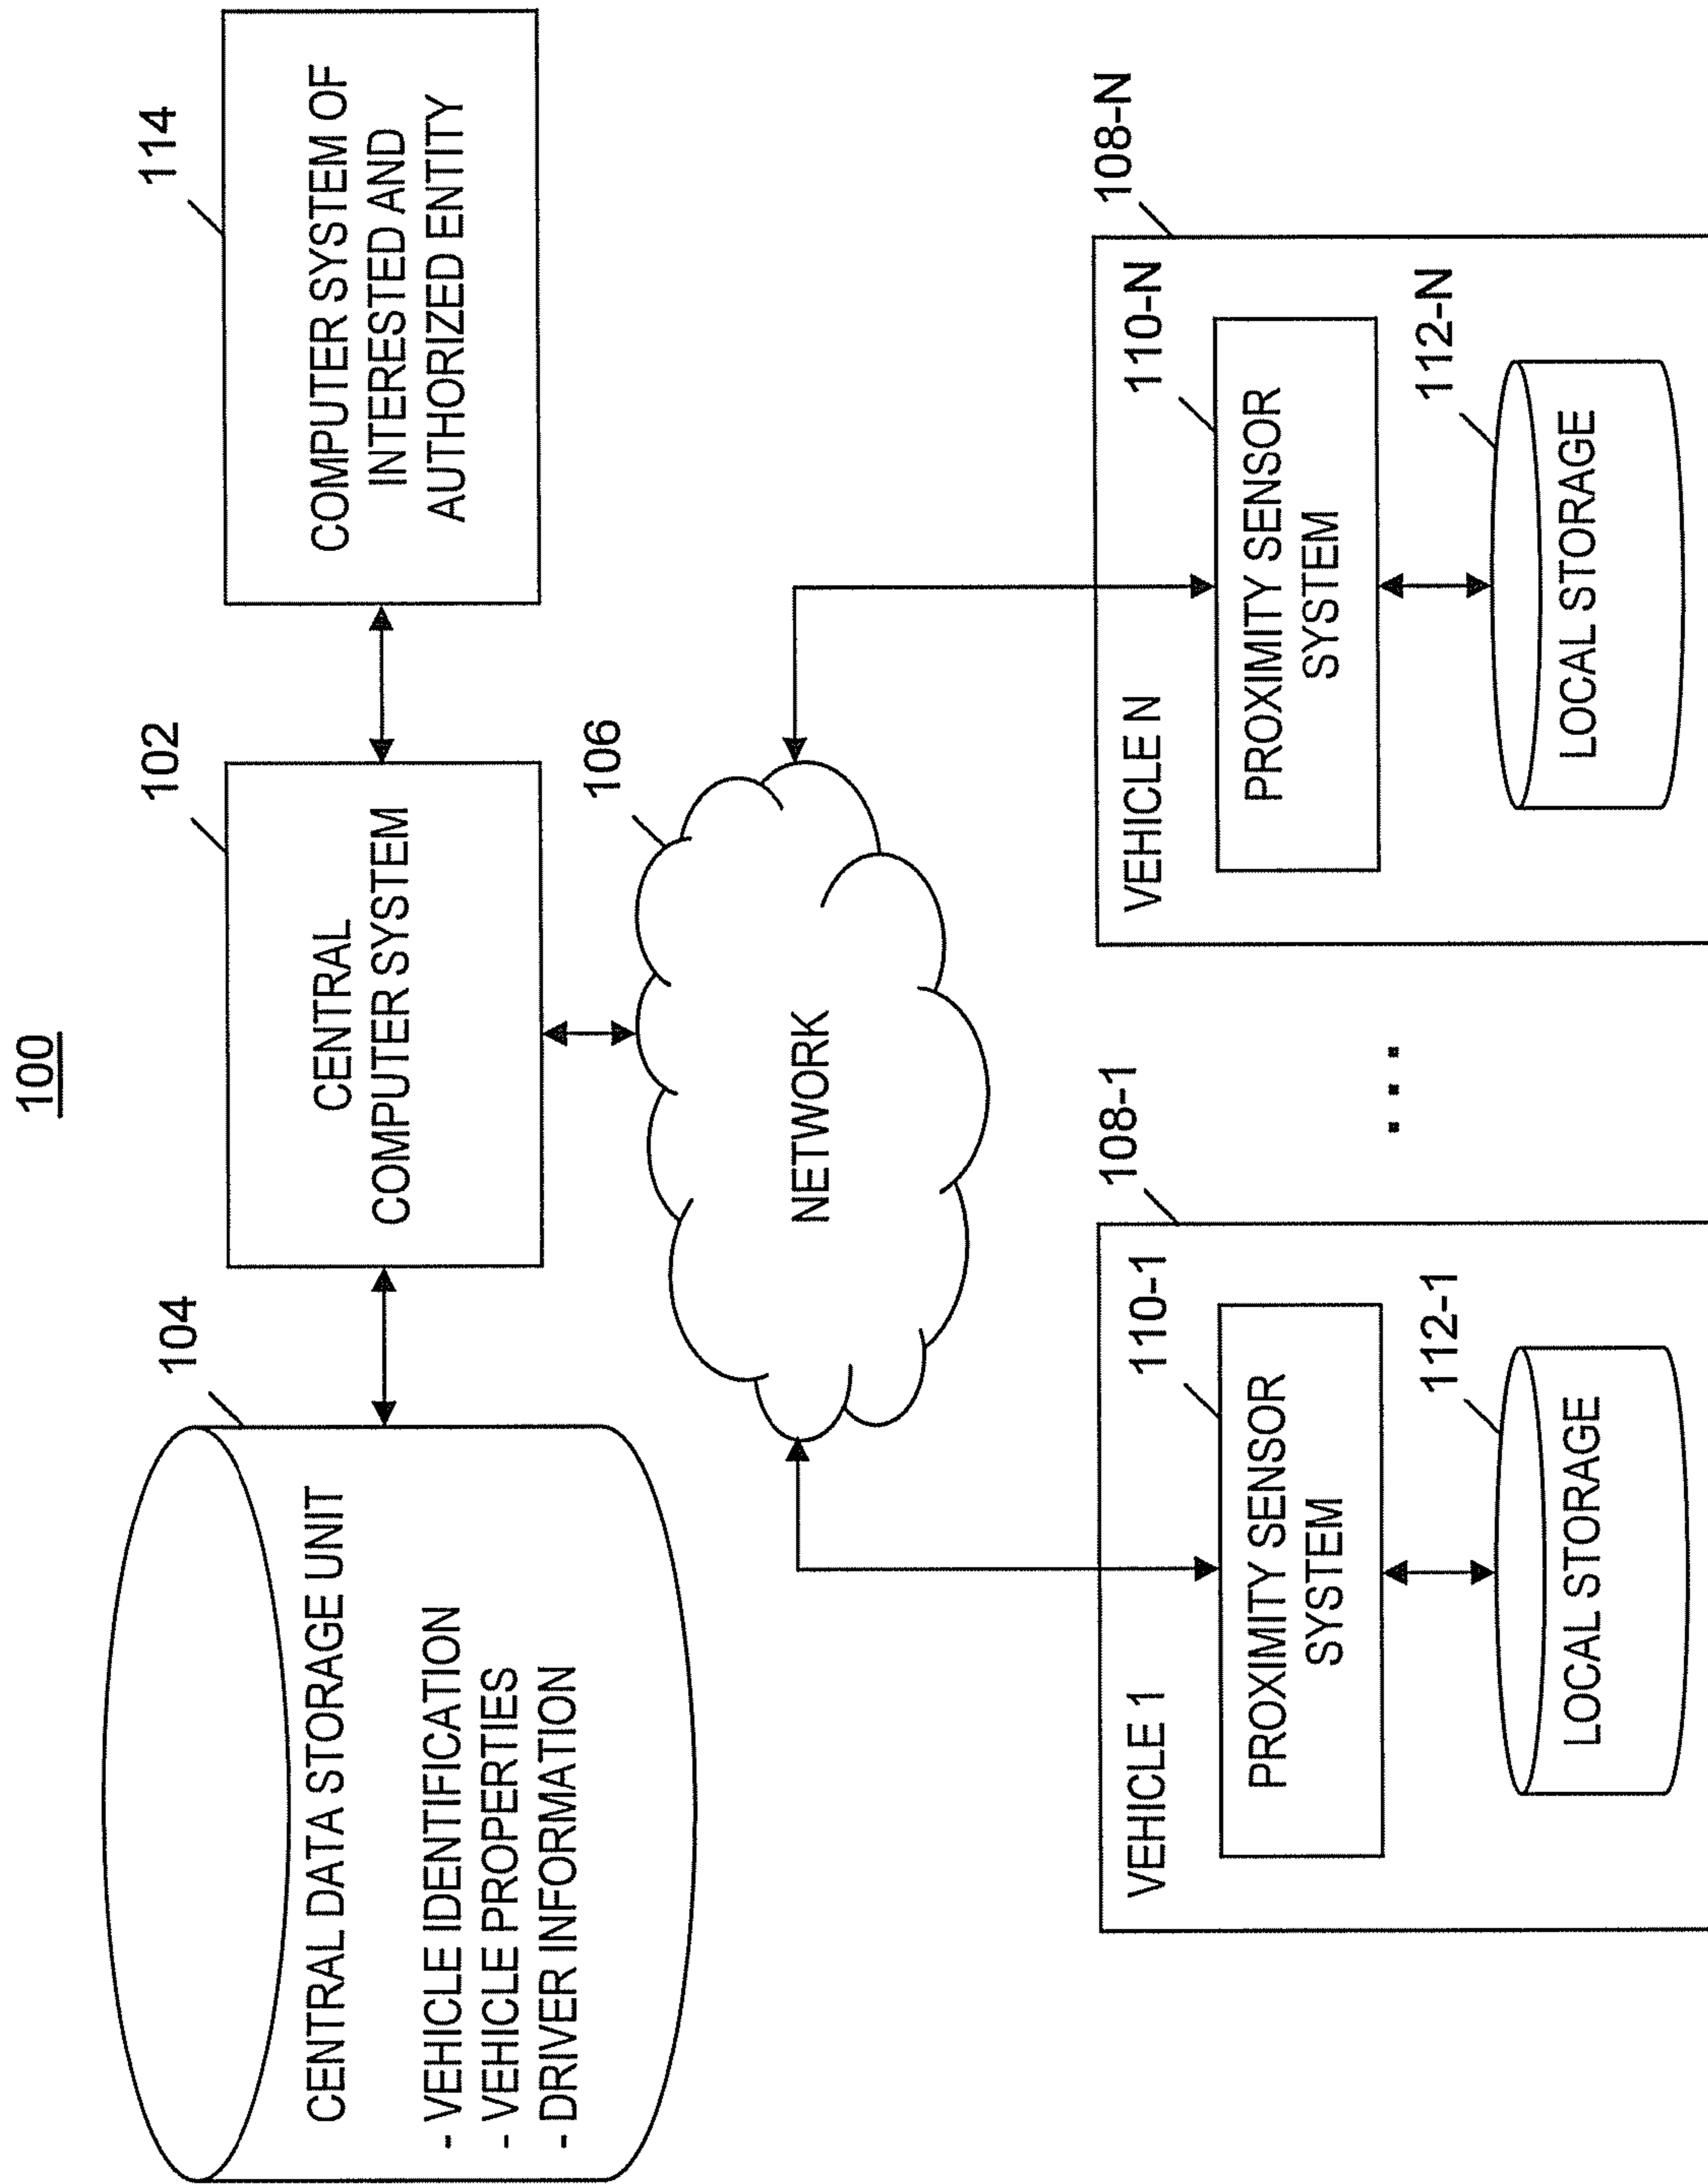 100
104
CENTRAL DATA STORAGE UNIT
- VEHICLE IDENTIFICATION
- VEHICLE PROPERTIES
- DRIVER INFORMATION
102
CENTRAL
COMPUTER SYSTEM
114
COMPUTER SYSTEM OF
INTERESTED AND
AUTHORIZED ENTITY
106
NETWORK
108-1
VEHICLE 1
110-1
PROXIMITY SENSOR
SYSTEM
112-1
LOCAL STORAGE
...
108-N
VEHICLE N
110-N
PROXIMITY SENSOR
SYSTEM
112-N
LOCAL STORAGE